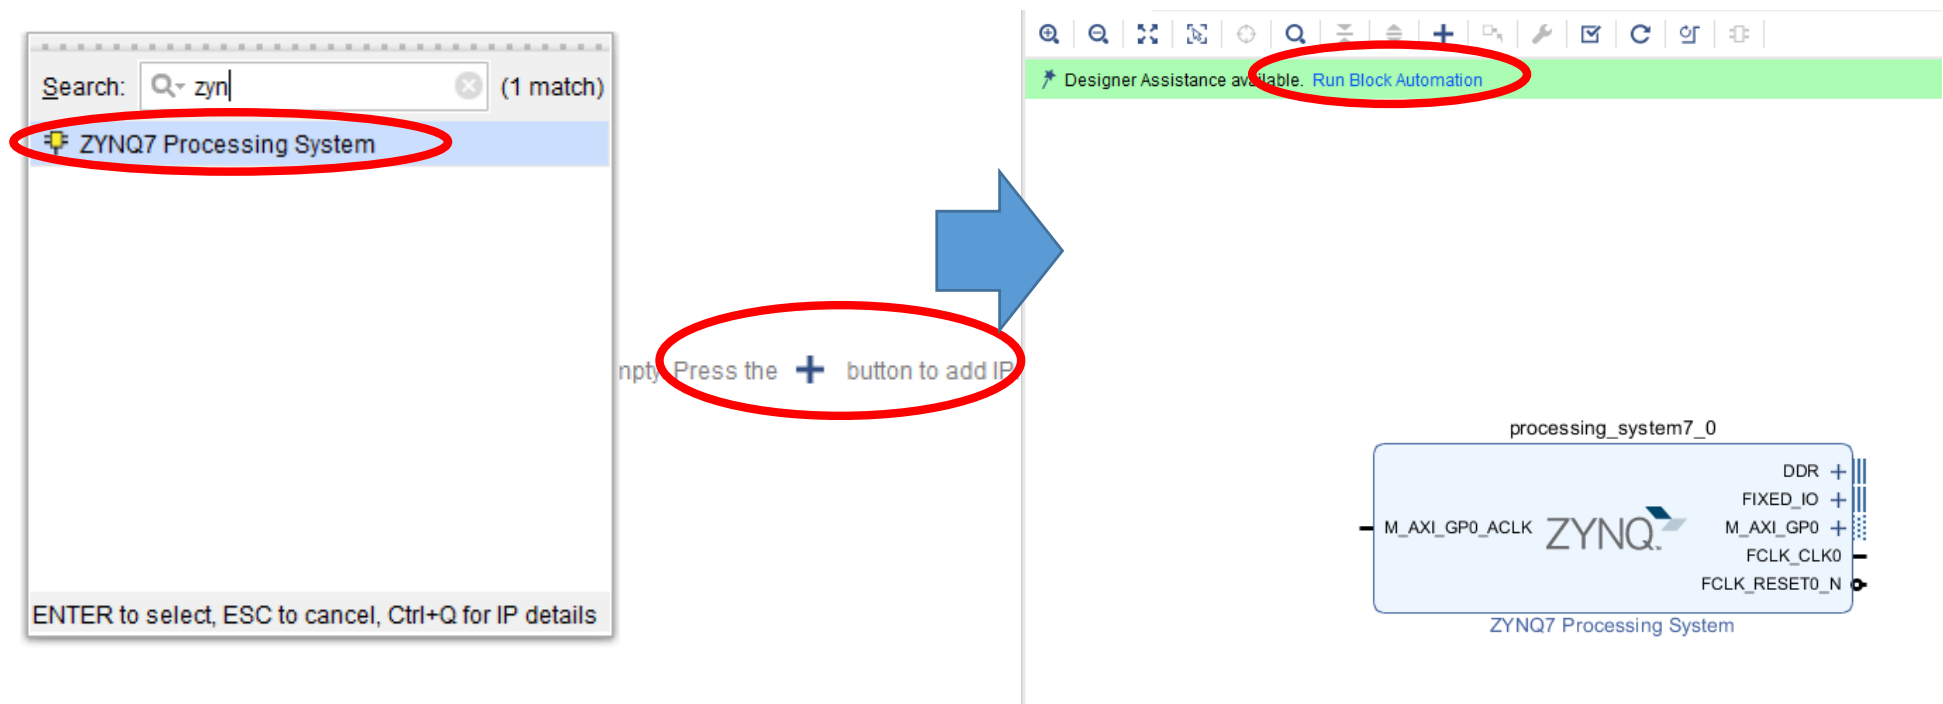 Search: zyn (1 match)
ZYNQ7 Processing System
ENTER to select, ESC to cancel, Ctrl+Q for IP details
Press the + button to add IP.
Designer Assistance available. Run Block Automation
processing_system7_0
DDR
FIXED_IO
M_AXI_GP0_ACLK ZYNQ M_AXI_GP0
FCLK_CLK0
FCLK_RESET0_N
ZYNQ7 Processing System